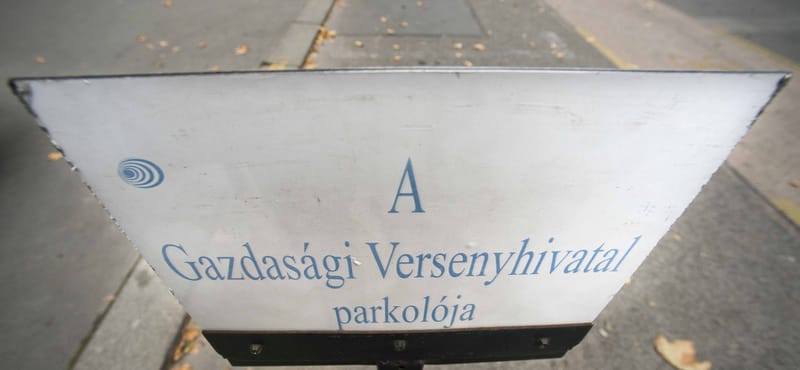 A
Gazdasági Versenyhivatal
parkolója